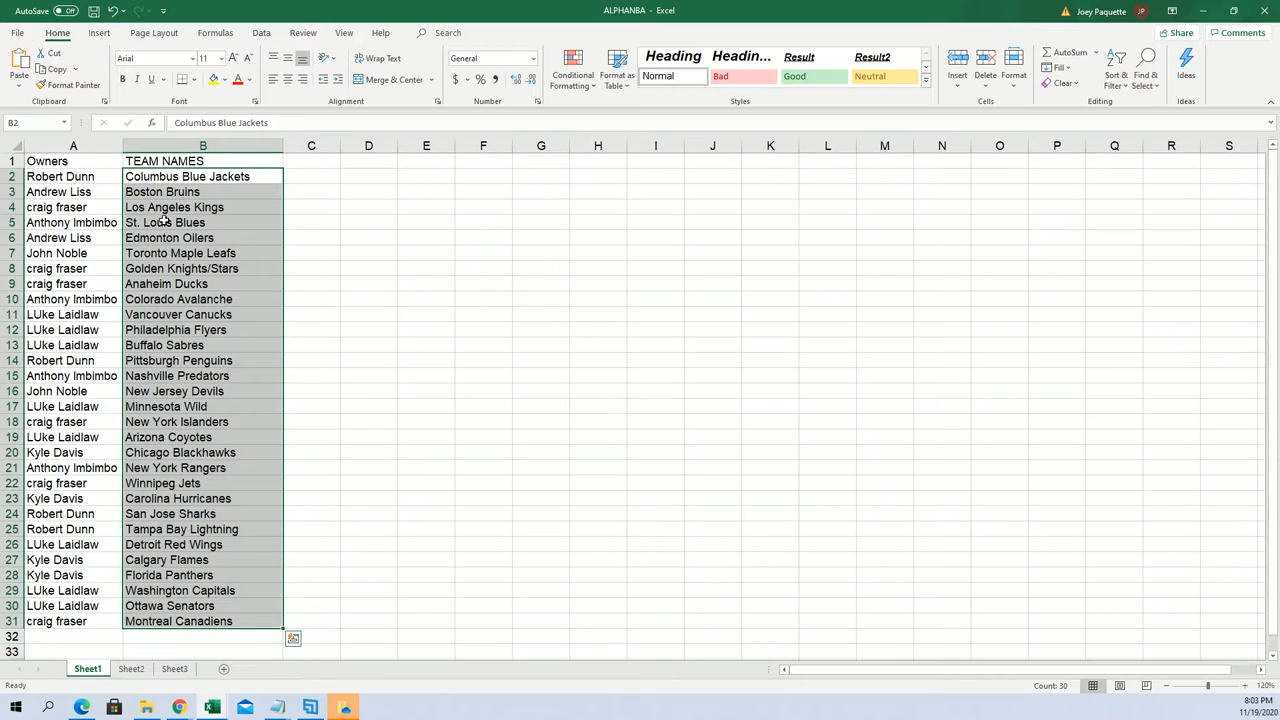 AutoSave Off
ALPHANBA - Excel
Joey Paquette JP
File Home Insert Page Layout Formulas Data Review View Help Search
Share Comments
Paste
Cut
Copy
Format Painter
Clipboard
Arial 11
B I U
Font
Wrap Text
Merge & Center
Alignment
General
$ % ,
Number
Conditional Formatting
Format as Table
Heading Headin... Result Result2
Normal Bad Good Neutral
Styles
Insert Delete Format
Cells
AutoSum
Fill
Clear
Sort & Filter
Find & Select
Editing
Ideas
Ideas
B2 fx Columbus Blue Jackets
A B C D E F G H I J K L M N O P Q R S
1 Owners TEAM NAMES
2 Robert Dunn Columbus Blue Jackets
3 Andrew Liss Boston Bruins
4 craig fraser Los Angeles Kings
5 Anthony Imbimbo St. Louis Blues
6 Andrew Liss Edmonton Oilers
7 John Noble Toronto Maple Leafs
8 craig fraser Golden Knights/Stars
9 craig fraser Anaheim Ducks
10 Anthony Imbimbo Colorado Avalanche
11 LUke Laidlaw Vancouver Canucks
12 LUke Laidlaw Philadelphia Flyers
13 LUke Laidlaw Buffalo Sabres
14 Robert Dunn Pittsburgh Penguins
15 Anthony Imbimbo Nashville Predators
16 John Noble New Jersey Devils
17 LUke Laidlaw Minnesota Wild
18 craig fraser New York Islanders
19 LUke Laidlaw Arizona Coyotes
20 Kyle Davis Chicago Blackhawks
21 Anthony Imbimbo New York Rangers
22 craig fraser Winnipeg Jets
23 Kyle Davis Carolina Hurricanes
24 Robert Dunn San Jose Sharks
25 Robert Dunn Tampa Bay Lightning
26 LUke Laidlaw Detroit Red Wings
27 Kyle Davis Calgary Flames
28 Kyle Davis Florida Panthers
29 LUke Laidlaw Washington Capitals
30 LUke Laidlaw Ottawa Senators
31 craig fraser Montreal Canadiens
32
33
Sheet1 Sheet2 Sheet3
Ready
Count: 30
120%
8:03 PM
11/19/2020